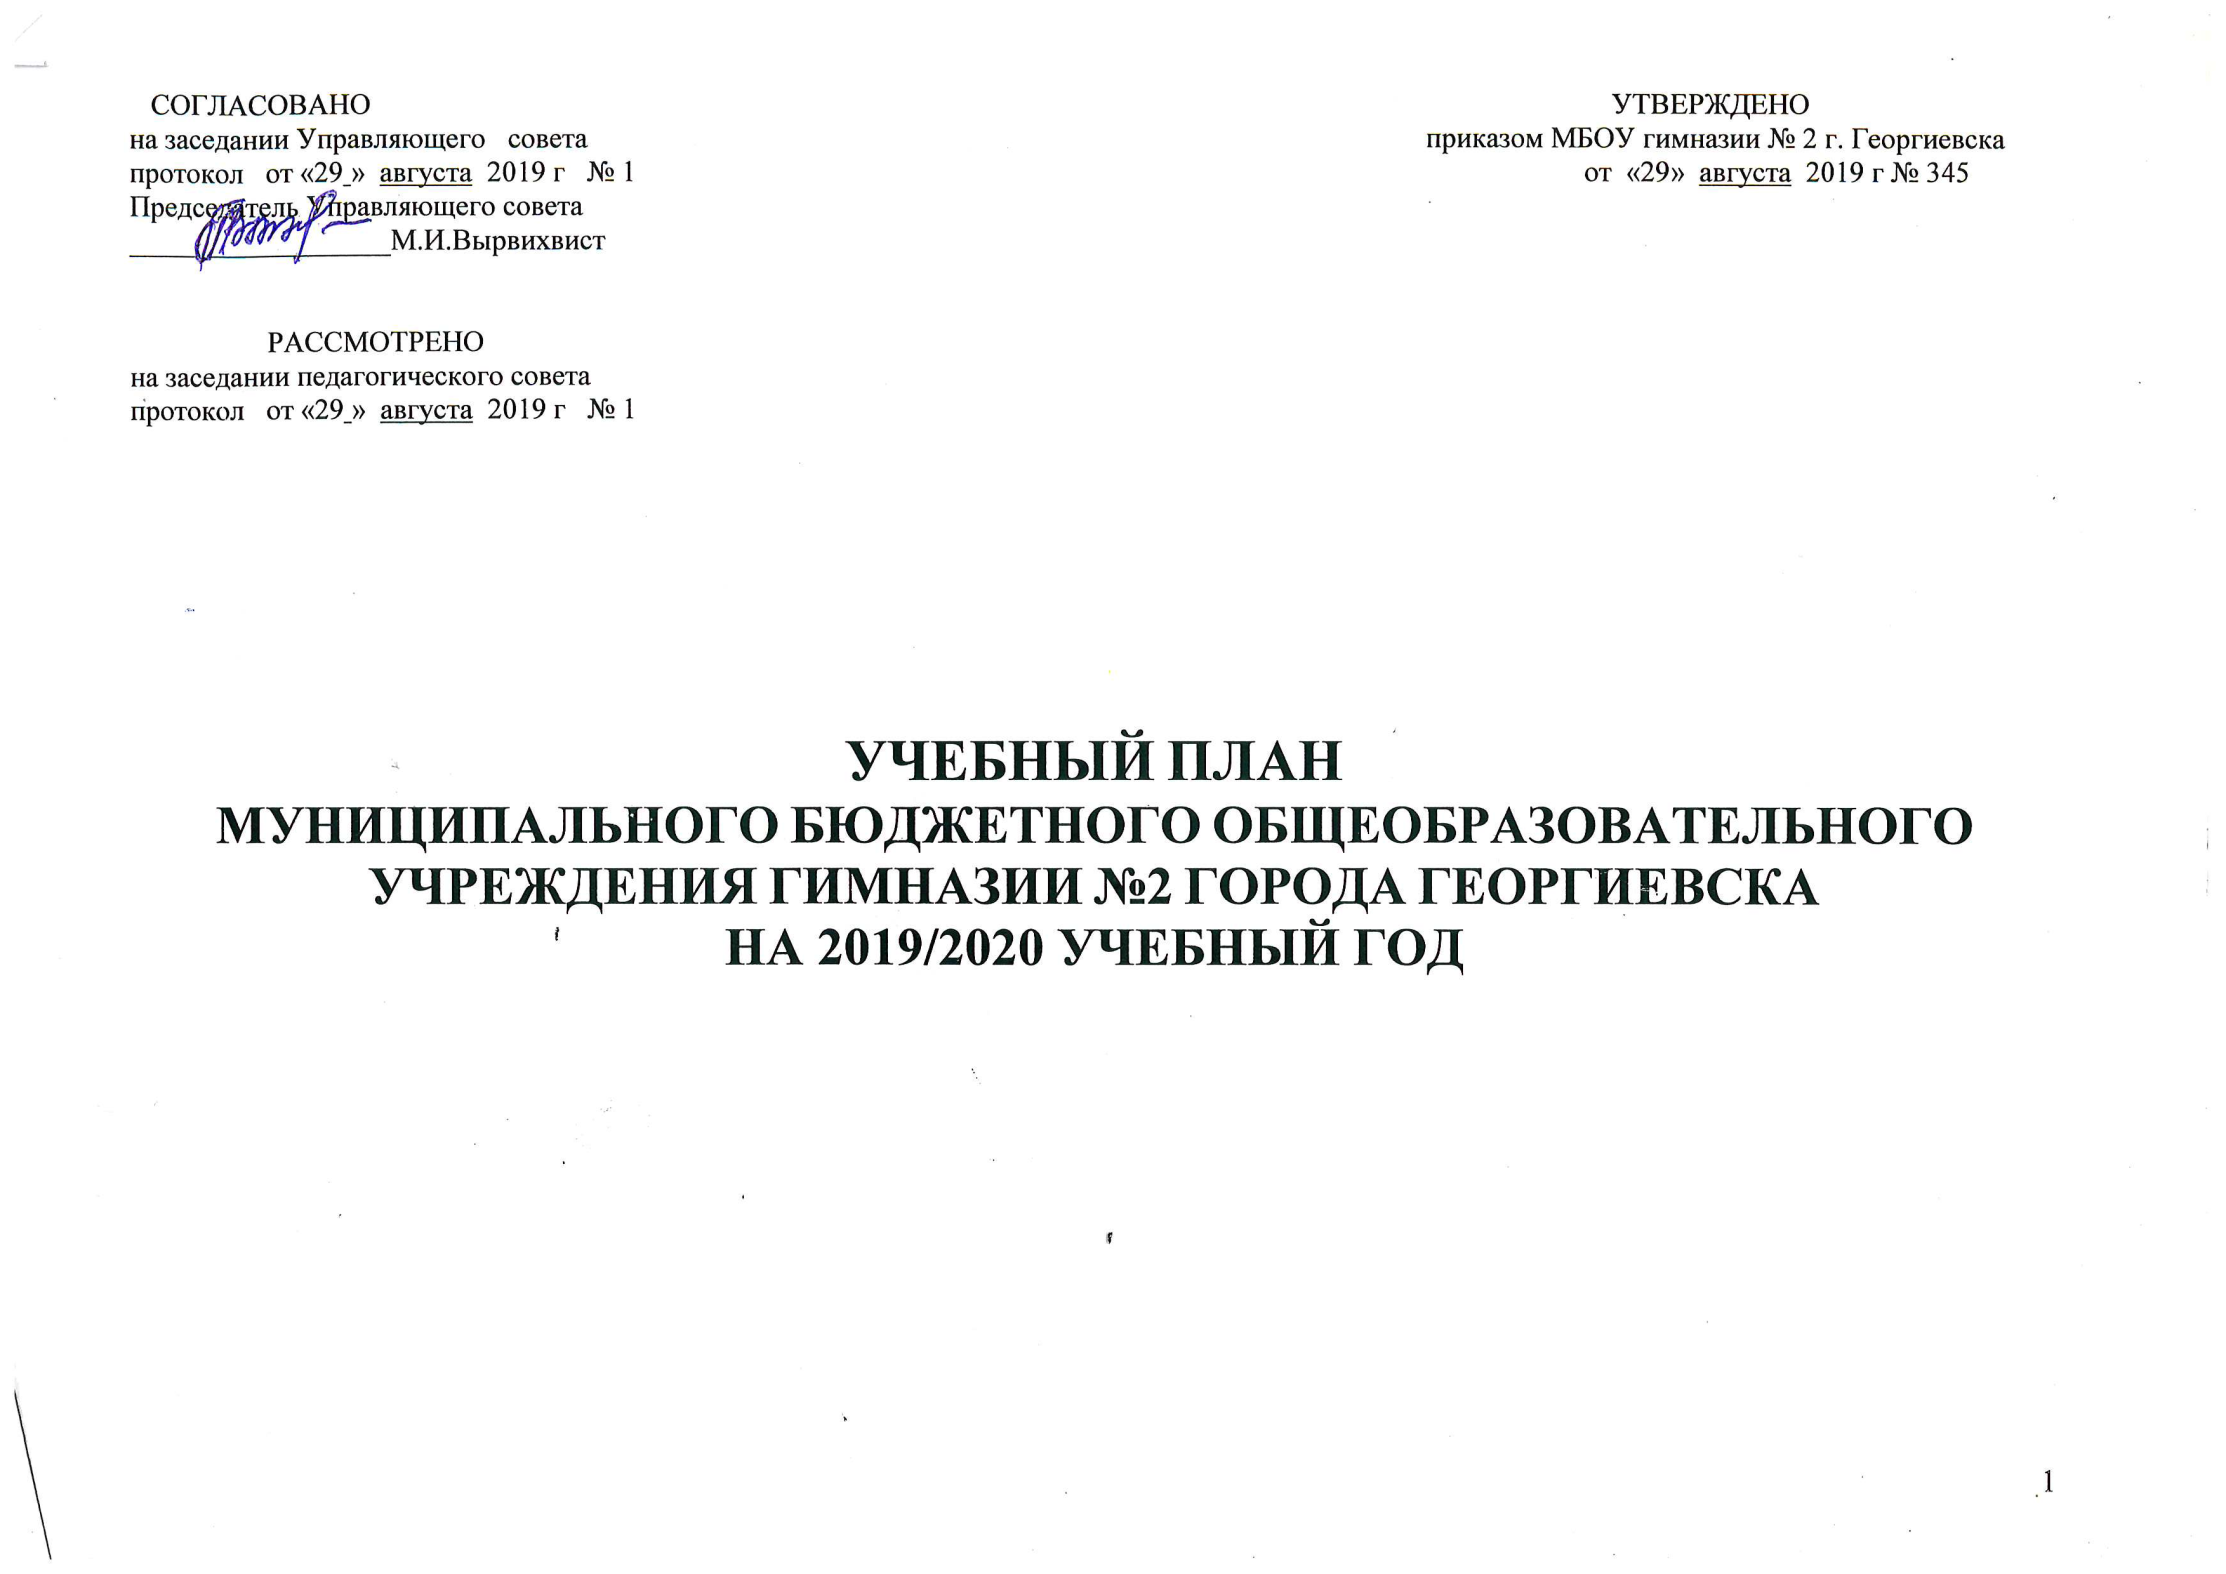 СОГЛАСОВАНО
на заседании Управляющего совета
протокол от «29_» августа 2019 г № 1
Председатель Управляющего совета
___________________М.И.Вырвихвист
УТВЕРЖДЕНО
приказом МБОУ гимназии № 2 г. Георгиевска
от «29» августа 2019 г № 345
РАССМОТРЕНО
на заседании педагогического совета
протокол от «29_» августа 2019 г № 1
УЧЕБНЫЙ ПЛАН
МУНИЦИПАЛЬНОГО БЮДЖЕТНОГО ОБЩЕОБРАЗОВАТЕЛЬНОГО
УЧРЕЖДЕНИЯ ГИМНАЗИИ №2 ГОРОДА ГЕОРГИЕВСКА
НА 2019/2020 УЧЕБНЫЙ ГОД
1